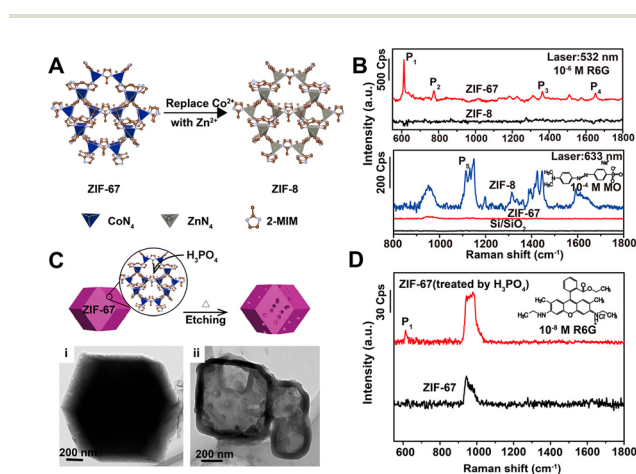 A
Replace Co²⁺
with Zn²⁺
ZIF-67
ZIF-8
CoN₄
ZnN₄
2-MIM
B
Laser:532 nm
10⁻⁶ M R6G
500 Cps
P₁
P₂
ZIF-67
P₃
P₄
ZIF-8
600 800 1000 1200 1400 1600 1800
Intensity (a.u.)
Laser:633 nm
200 Cps
P₅
ZIF-8
10⁻⁴ MO
ZIF-67
Si/SiO₂
800 1000 1200 1400 1600 1800
Raman shift (cm⁻¹)
C
H₃PO₄
ZIF-67
△
Etching
i
200 nm
ii
200 nm
D
ZIF-67(treated by H₃PO₄)
30 Cps
P₁
10⁻⁸ M R6G
ZIF-67
Intensity (a.u.)
600 800 1000 1200 1400 1600 1800
Raman shift (cm⁻¹)